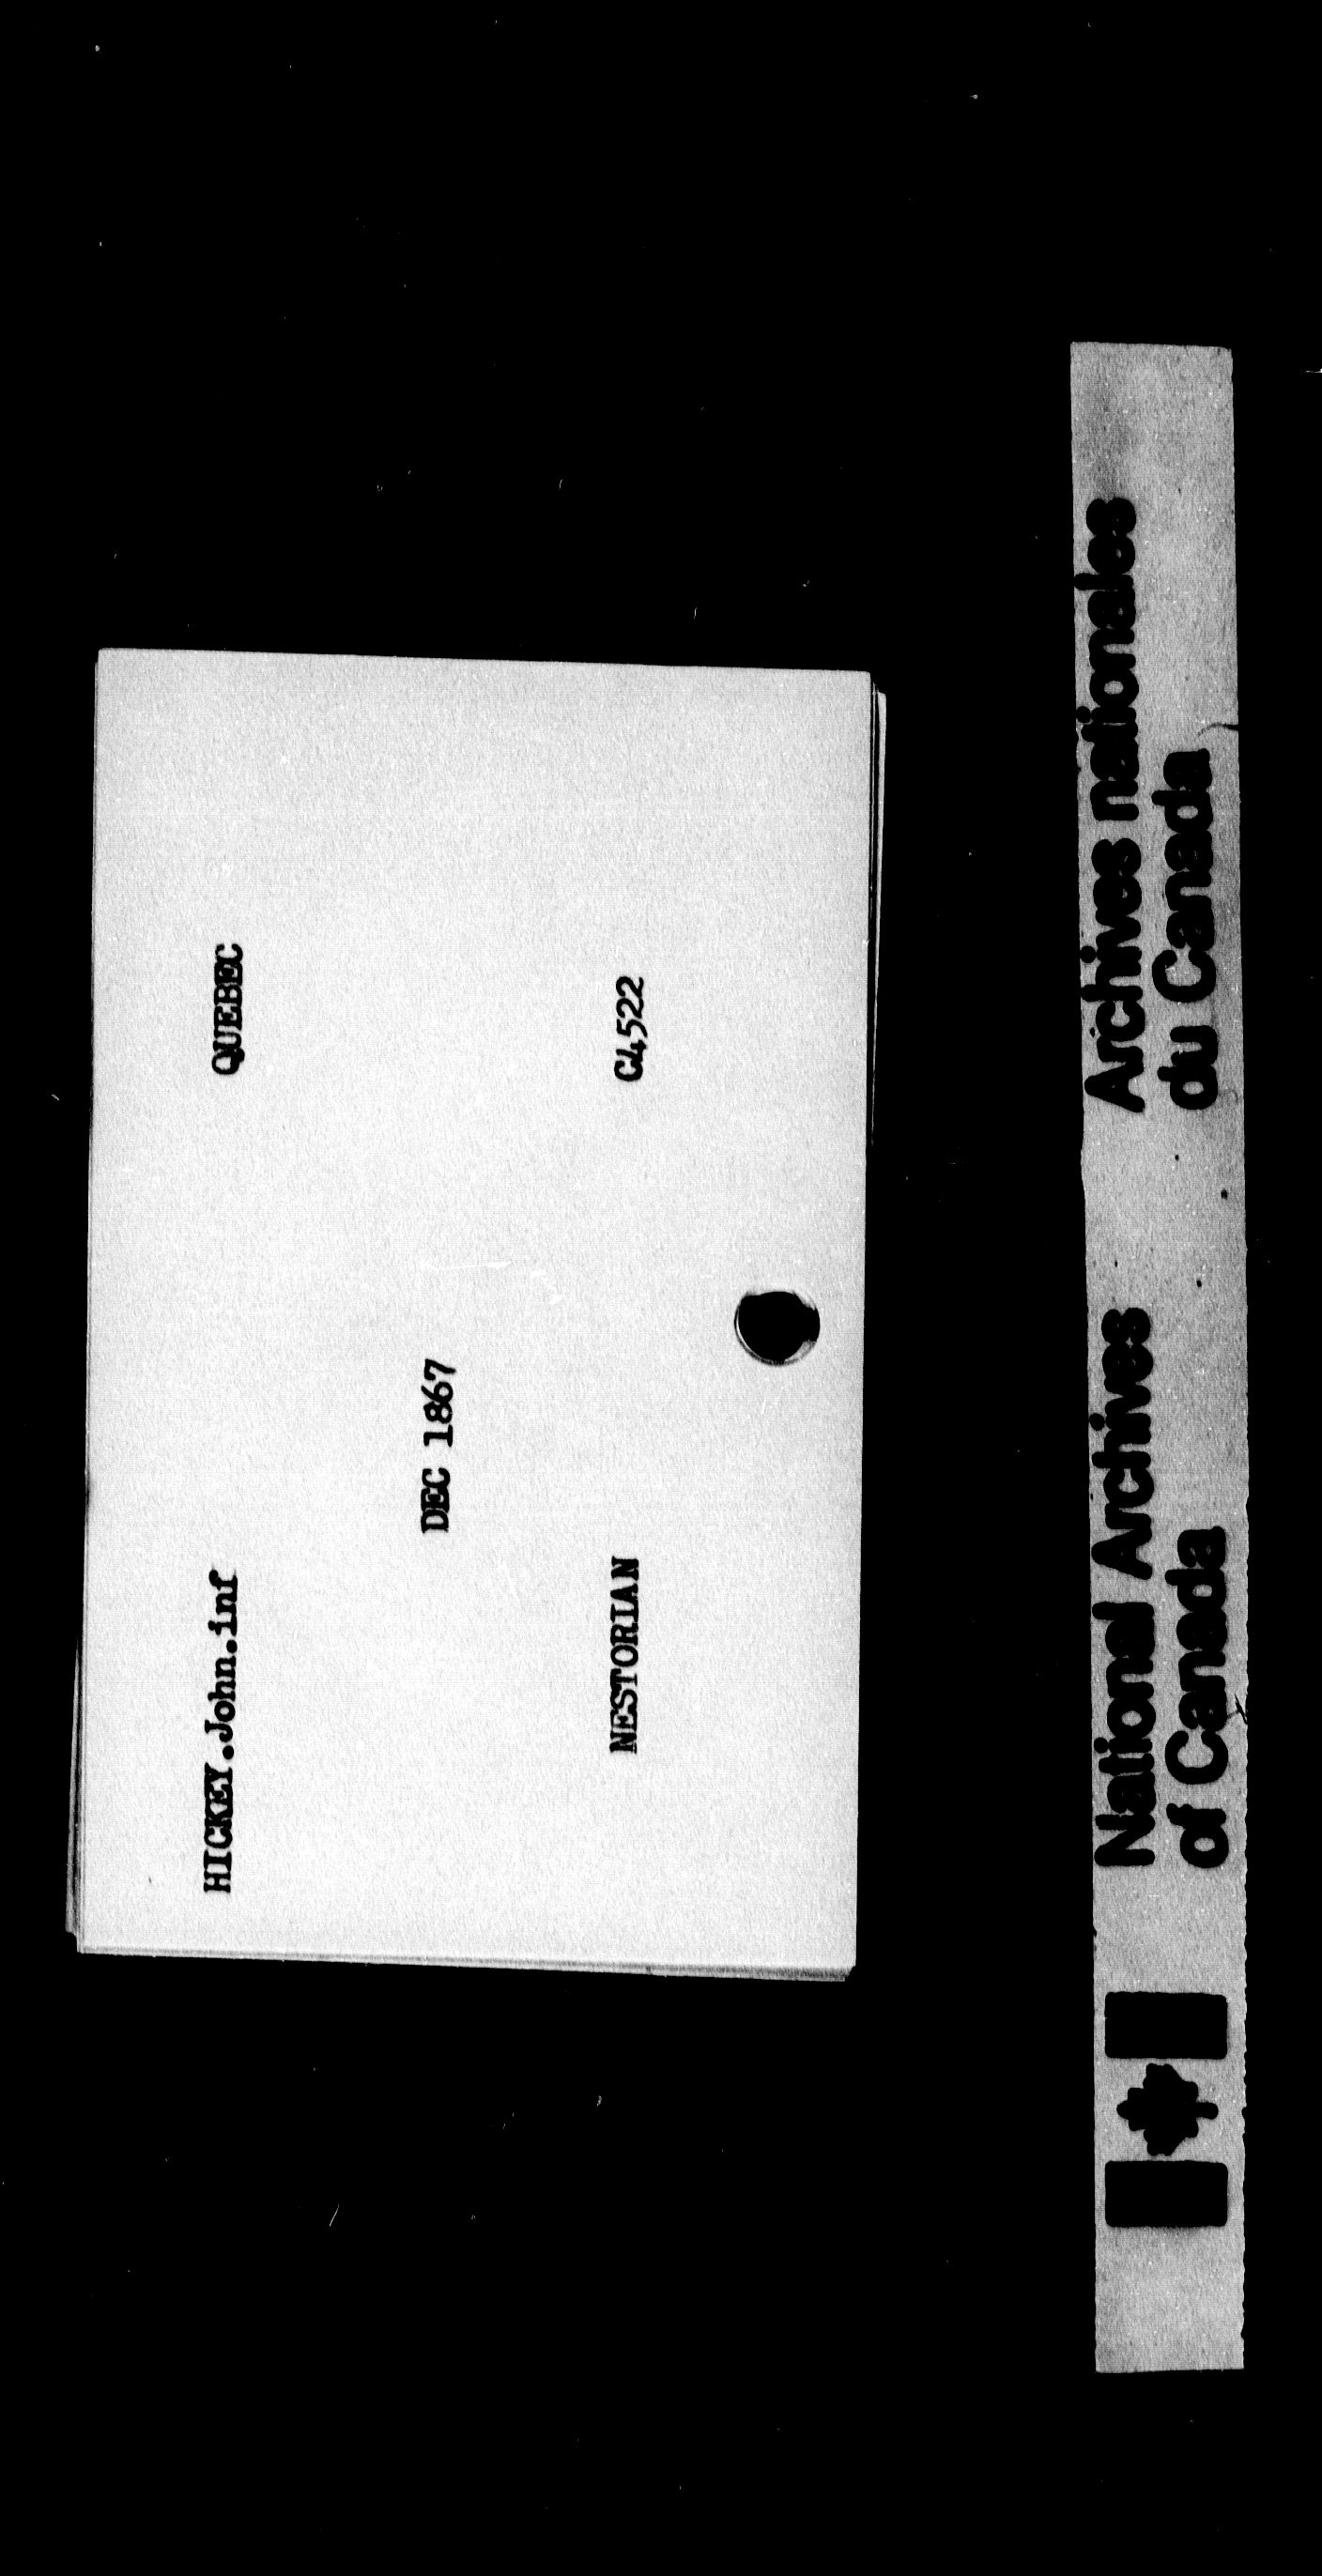 HICKEY.John.inf QUEBEC
DEC 1867
NESTORIAN C4522
National Archives
of Canada
Archives nationales
du Canada